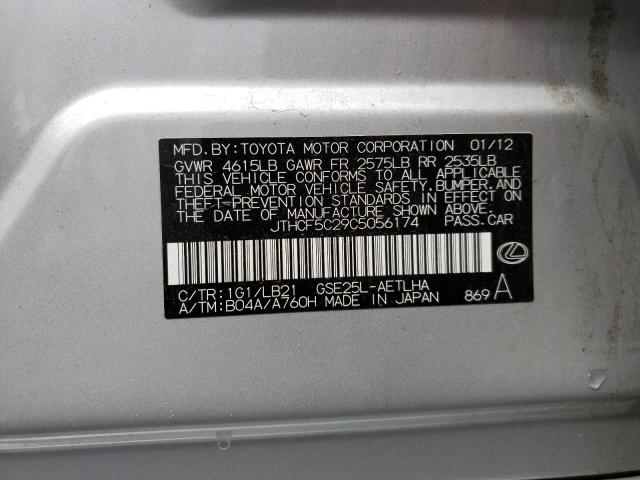 MFD. BY: TOYOTA MOTOR CORPORATION 01/12
GVWR 4615LB GAWR FR 2575LB RR 2535LB
THIS VEHICLE CONFORMS TO ALL APPLICABLE
FEDERAL MOTOR VEHICLE SAFETY, BUMPER, AND
THEFT-PREVENTION STANDARDS IN EFFECT ON
THE DATE OF MANUFACTURE SHOWN ABOVE.
JTHCF5C29C5056174 PASS. CAR
C/TR: 1G1/LB21 GSE25L-AETLHA
A/TM: B04A/A760H MADE IN JAPAN 869 A